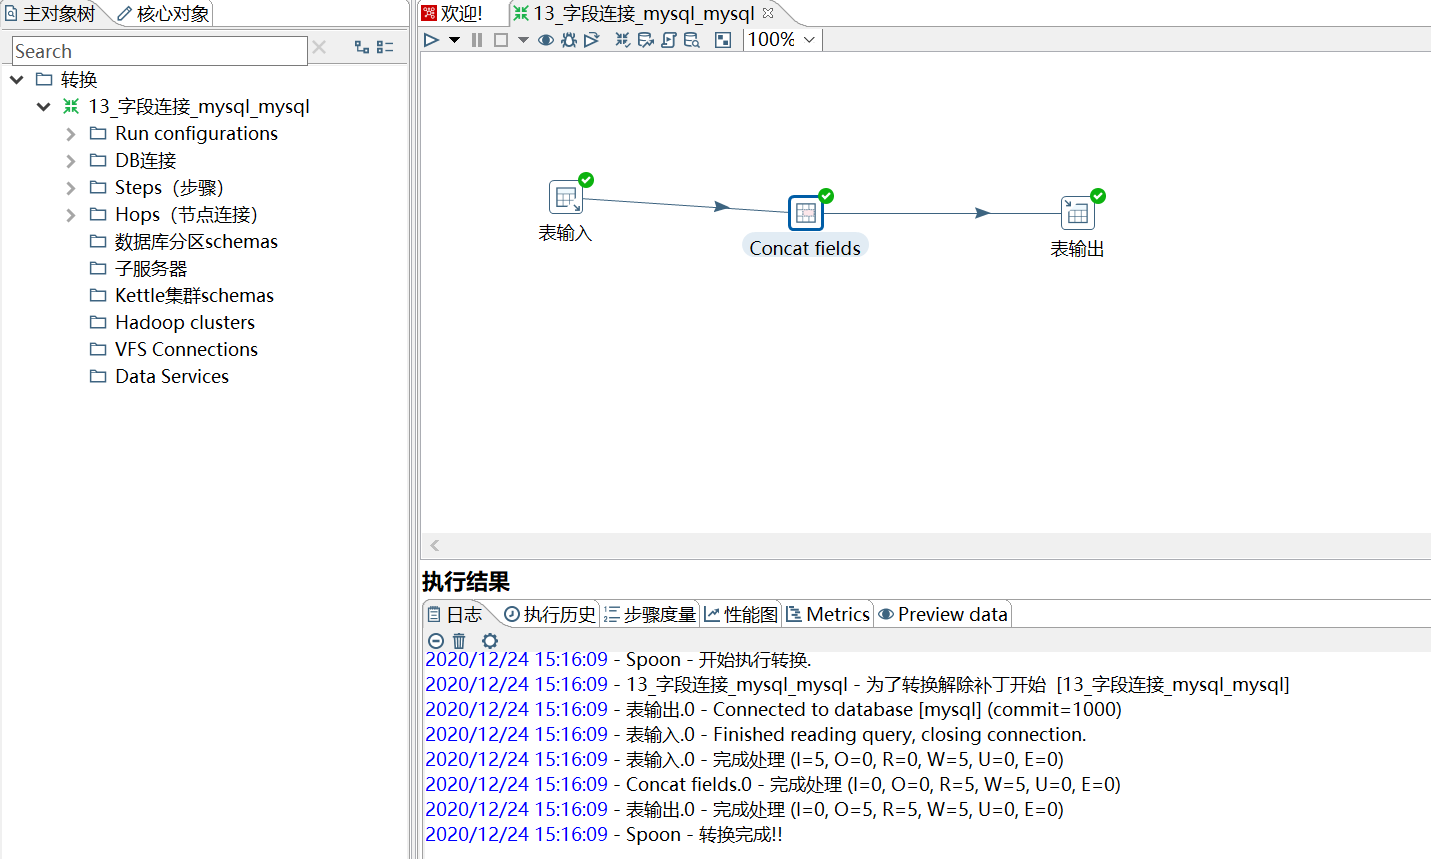 主对象树
核心对象
Search
转换
13_字段连接_mysql_mysql
Run configurations
DB连接
Steps（步骤）
Hops（节点连接）
数据库分区schemas
子服务器
Kettle集群schemas
Hadoop clusters
VFS Connections
Data Services
欢迎!
13_字段连接_mysql_mysql
100%
表输入
Concat fields
表输出
执行结果
日志
执行历史
步骤度量
性能图
Metrics
Preview data
2020/12/24 15:16:09 - Spoon - 开始执行转换.
2020/12/24 15:16:09 - 13_字段连接_mysql_mysql - 为了转换解除补丁开始  [13_字段连接_mysql_mysql]
2020/12/24 15:16:09 - 表输出.0 - Connected to database [mysql] (commit=1000)
2020/12/24 15:16:09 - 表输入.0 - Finished reading query, closing connection.
2020/12/24 15:16:09 - 表输入.0 - 完成处理 (I=5, O=0, R=0, W=5, U=0, E=0)
2020/12/24 15:16:09 - Concat fields.0 - 完成处理 (I=0, O=0, R=5, W=5, U=0, E=0)
2020/12/24 15:16:09 - 表输出.0 - 完成处理 (I=0, O=5, R=5, W=5, U=0, E=0)
2020/12/24 15:16:09 - Spoon - 转换完成!!